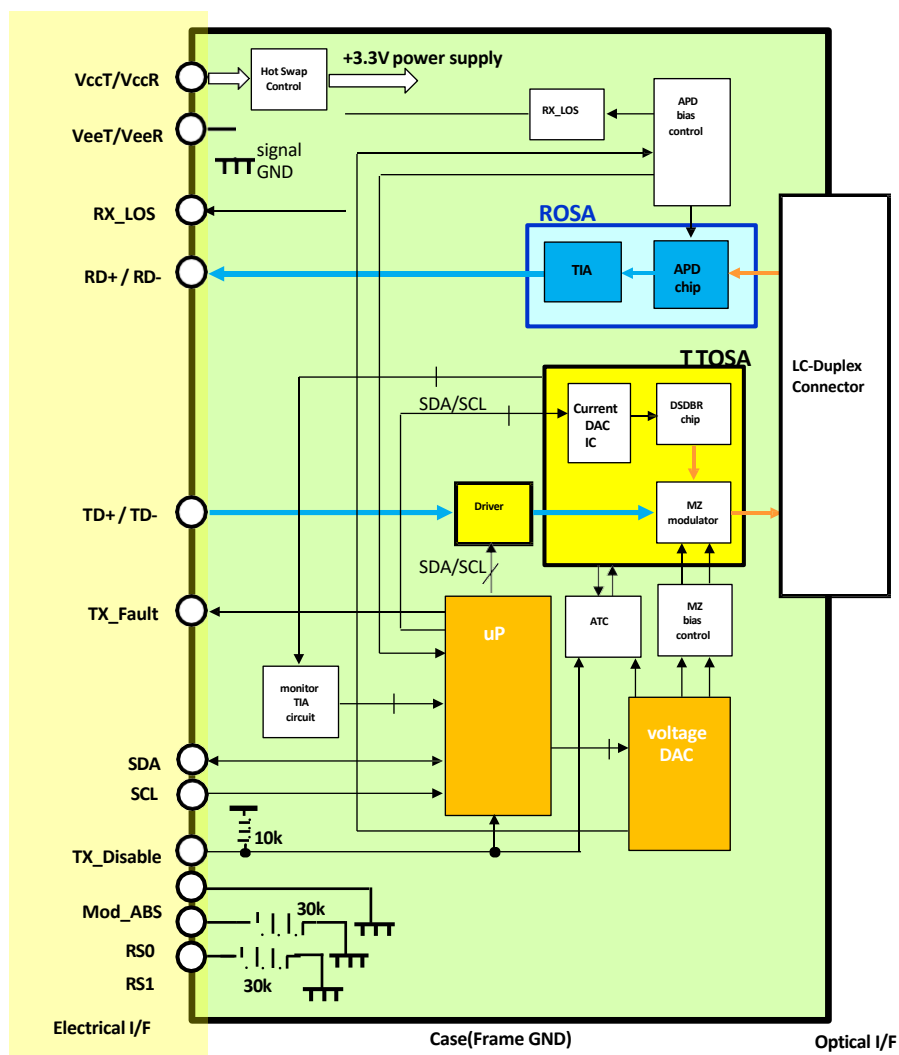 VccT/VccR
Hot Swap
Control
+3.3V power supply
VeeT/VeeR
signal
GND
RX_LOS
APD
bias
control
RX_LOS
ROSA
RD+ / RD-
TIA
APD
chip
LC-Duplex
Connector
T TOSA
SDA/SCL
Current
DAC
IC
DSDBR
chip
TD+ / TD-
Driver
MZ
modulator
SDA/SCL
TX_Fault
uP
ATC
MZ
bias
control
monitor
TIA
circuit
voltage
DAC
SDA
SCL
10k
TX_Disable
Mod_ABS
30k
RS0
30k
RS1
Electrical I/F
Case(Frame GND)
Optical I/F